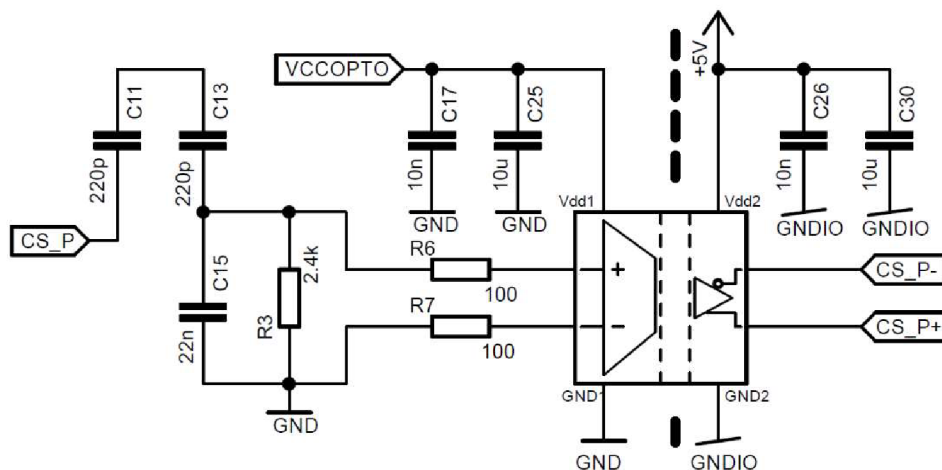 VCCOPTO
+5V
C11
C13
C17
C25
C26
C30
220p
220p
10n
10u
10n
10u
GND
GND
Vdd1
Vdd2
GNDIO
GNDIO
CS_P
C15
2.4k
R6
100
+
CS_P-
22n
R3
R7
100
−
CS_P+
GND
GND1
GND2
GND
GNDIO